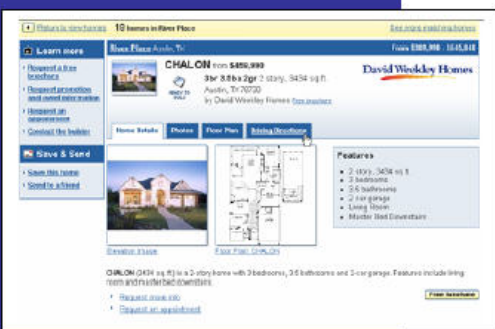 Return to view homes 18 homes in River Place
See more matching homes
Learn more
Request a free brochure
Request promotion and event information
Request an appointment
Contact the builder
Save & Send
Save this home
Send to a friend
River Place Austin, TX
CHALON from $459,990
3br 3.5ba 2gr 2 story, 3434 sq ft
Austin, TX 78730
by David Weekley Homes
David Weekley Homes
Home Details
Photos
Floor Plan
Driving Directions
Elevation Image
Floor Plan: CHALON
Features
2 story, 3434 sq ft
3 bedrooms
3.5 bathrooms
2 car garage
Living Room
Master Bed Downstairs
CHALON (3434 sq.ft) is a 2-story home with 3 bedrooms, 3.5 bathrooms and 2-car garage. Features include living
room and master bed downstairs.
Request more info
Request an appointment